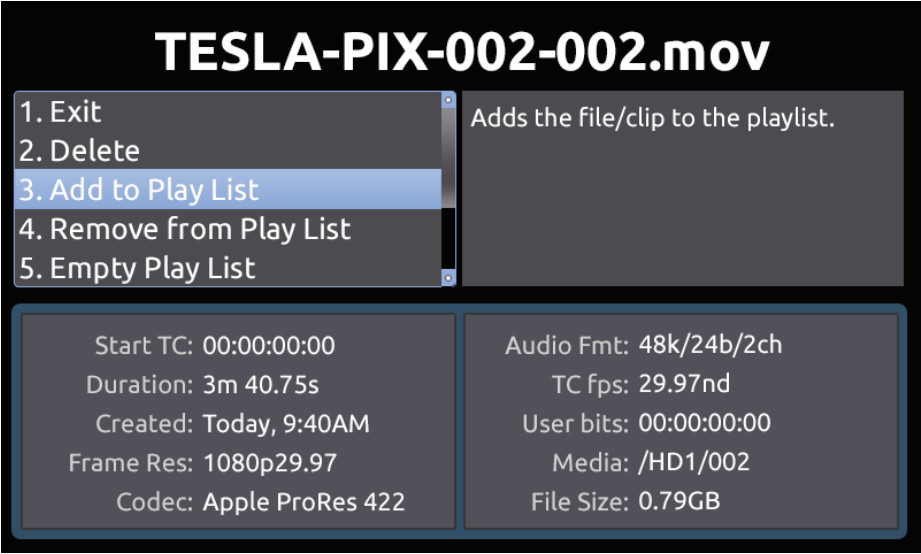 TESLA-PIX-002-002.mov
1. Exit
2. Delete
3. Add to Play List
4. Remove from Play List
5. Empty Play List
Adds the file/clip to the playlist.
Start TC: 00:00:00:00
Duration: 3m 40.75s
Created: Today, 9:40AM
Frame Res: 1080p29.97
Codec: Apple ProRes 422
Audio Fmt: 48k/24b/2ch
TC fps: 29.97nd
User bits: 00:00:00:00
Media: /HD1/002
File Size: 0.79GB